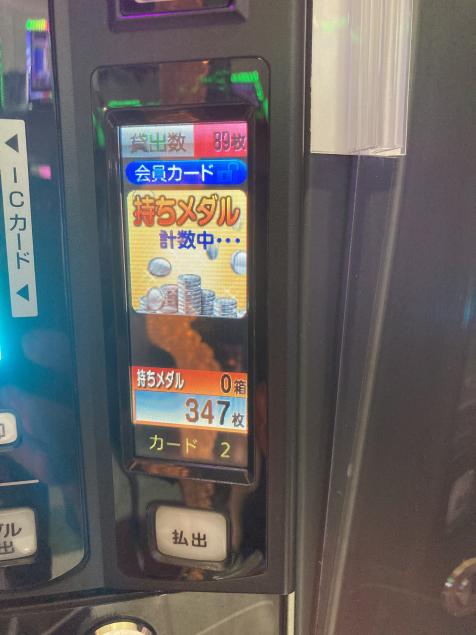 貸出数 89枚
会員カード
持ちメダル
計数中・・・
◀ICカード◀
持ちメダル 0箱
347枚
カード 2
払出